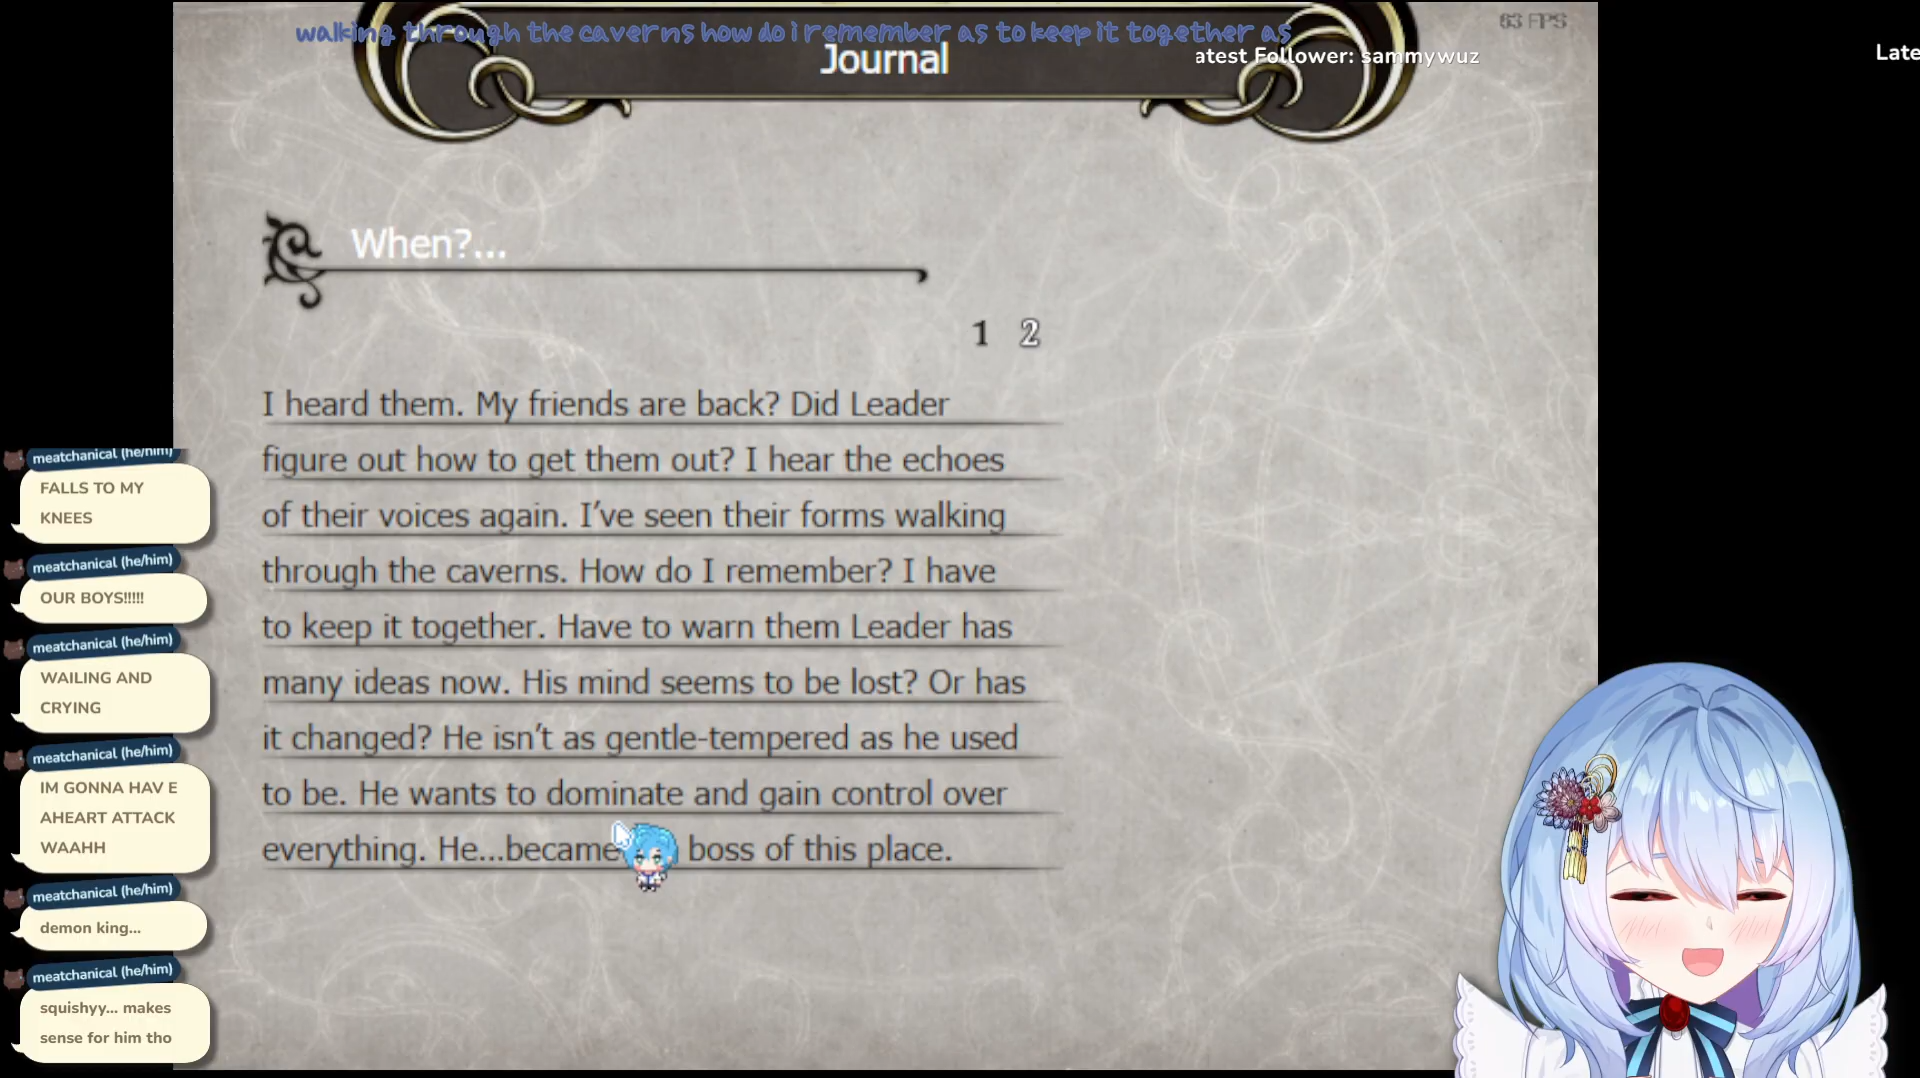 walking through the caverns how do i remember as to keep it together as
63 FPS
Journal
atest Follower: sammywuz
Late
When?...
1 2
I heard them. My friends are back? Did Leader
figure out how to get them out? I hear the echoes
of their voices again. I've seen their forms walking
through the caverns. How do I remember? I have
to keep it together. Have to warn them Leader has
many ideas now. His mind seems to be lost? Or has
it changed? He isn't as gentle-tempered as he used
to be. He wants to dominate and gain control over
everything. He...became boss of this place.
meatchanical (he/him)
FALLS TO MY
KNEES
meatchanical (he/him)
OUR BOYS!!!!!
meatchanical (he/him)
WAILING AND
CRYING
meatchanical (he/him)
IM GONNA HAV E
AHEART ATTACK
WAAHH
meatchanical (he/him)
demon king...
meatchanical (he/him)
squishyy... makes
sense for him tho